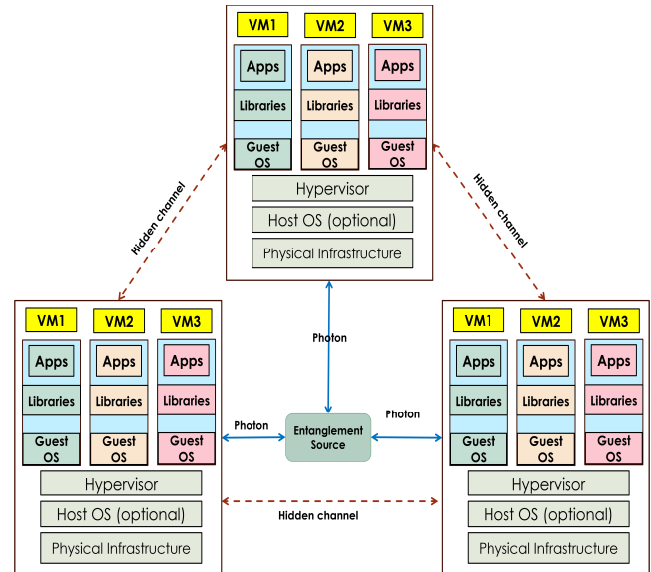 VM1 VM2 VM3
Apps Apps Apps
Libraries Libraries Libraries
Guest OS Guest OS Guest OS
Hypervisor
Host OS (optional)
Physical Infrastructure
Hidden channel
Hidden channel
VM1 VM2 VM3
Apps Apps Apps
Libraries Libraries Libraries
Guest OS Guest OS Guest OS
Hypervisor
Host OS (optional)
Physical Infrastructure
Photon
Photon
Photon
Entanglement
Source
Hidden channel
VM1 VM2 VM3
Apps Apps Apps
Libraries Libraries Libraries
Guest OS Guest OS Guest OS
Hypervisor
Host OS (optional)
Physical Infrastructure